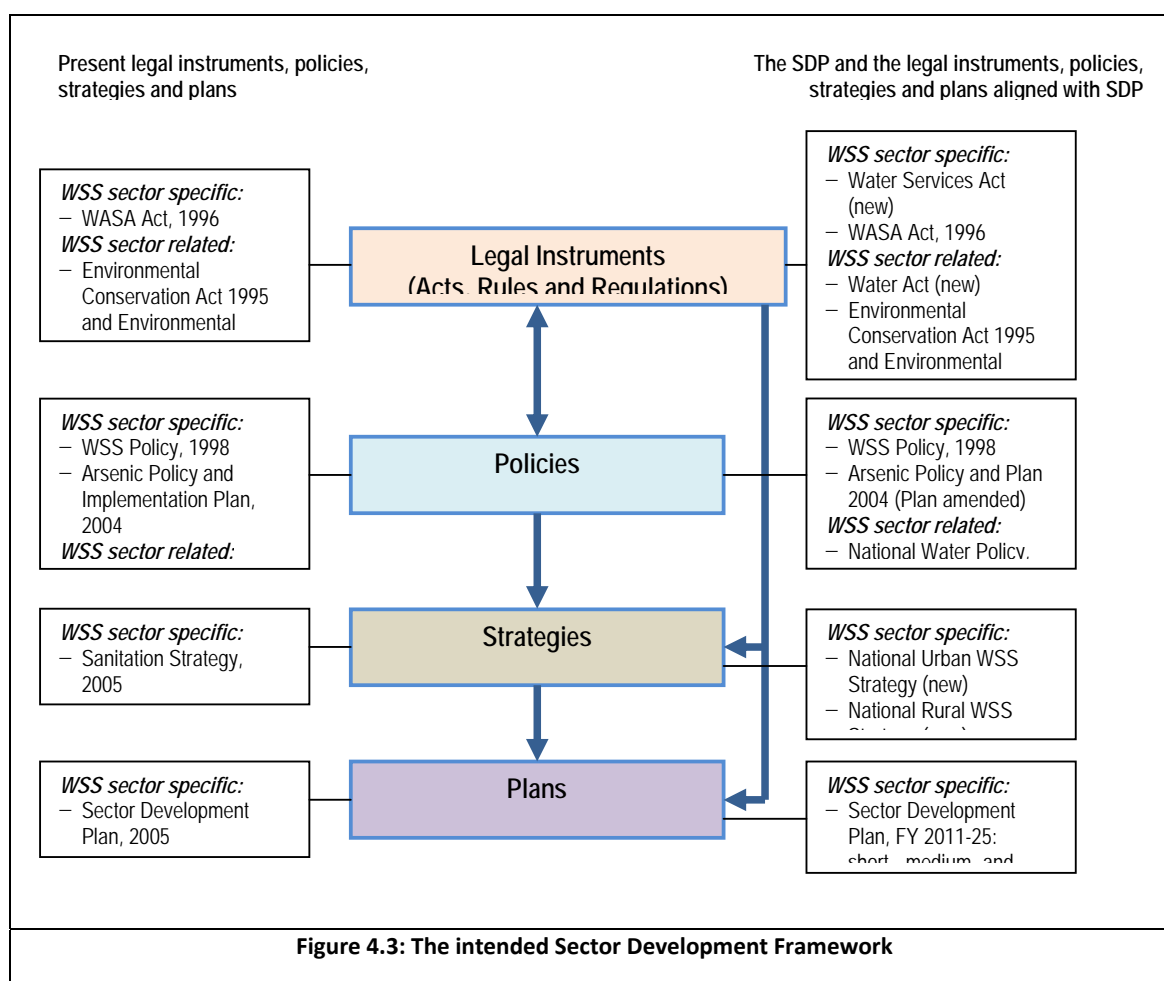 Present legal instruments, policies,
strategies and plans
The SDP and the legal instruments, policies,
strategies and plans aligned with SDP
WSS sector specific:
– WASA Act, 1996
WSS sector related:
– Environmental
Conservation Act 1995
and Environmental
Legal Instruments
(Acts, Rules and Regulations)
WSS sector specific:
– Water Services Act
(new)
– WASA Act, 1996
WSS sector related:
– Water Act (new)
– Environmental
Conservation Act 1995
and Environmental
WSS sector specific:
– WSS Policy, 1998
– Arsenic Policy and
Implementation Plan,
2004
WSS sector related:
Policies
WSS sector specific:
– WSS Policy, 1998
– Arsenic Policy and Plan
2004 (Plan amended)
WSS sector related:
– National Water Policy,
WSS sector specific:
– Sanitation Strategy,
2005
Strategies
WSS sector specific:
– National Urban WSS
Strategy (new)
– National Rural WSS
WSS sector specific:
– Sector Development
Plan, 2005
Plans
WSS sector specific:
– Sector Development
Plan, FY 2011-25:
short, medium and
Figure 4.3: The intended Sector Development Framework